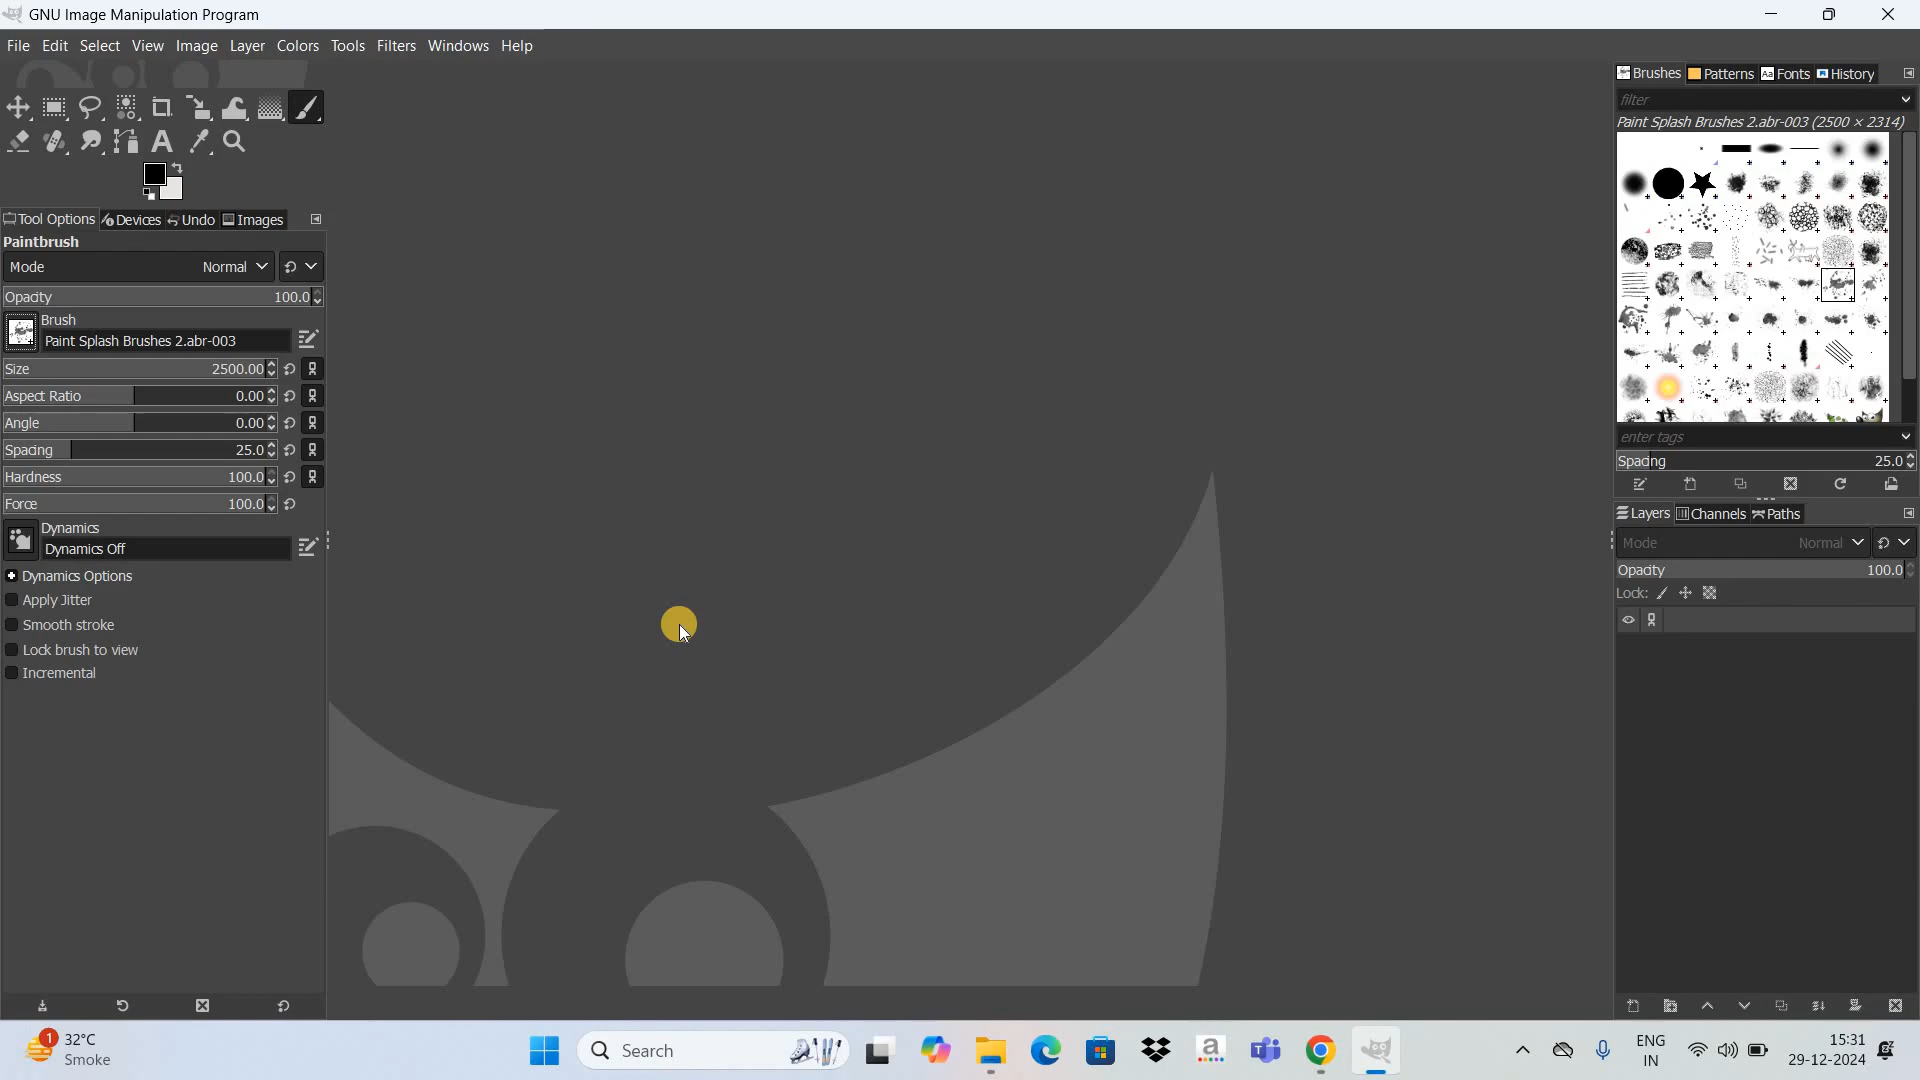 GNU Image Manipulation Program
File Edit Select View Image Layer Colors Tools Filters Windows Help
Tool Options Devices Undo Images
Paintbrush
Mode Normal
Opacity 100.0
Brush
Paint Splash Brushes 2.abr-003
Size 2500.00
Aspect Ratio 0.00
Angle 0.00
Spacing 25.0
Hardness 100.0
Force 100.0
Dynamics
Dynamics Off
Dynamics Options
Apply Jitter
Smooth stroke
Lock brush to view
Incremental
Brushes Patterns Aa Fonts History
filter
Paint Splash Brushes 2.abr-003 (2500 × 2314)
enter tags
Spacing 25.0
Layers Channels Paths
Mode Normal
Opacity 100.0
Lock:
1 32°C
Smoke
Search
ENG
IN
15:31
29-12-2024